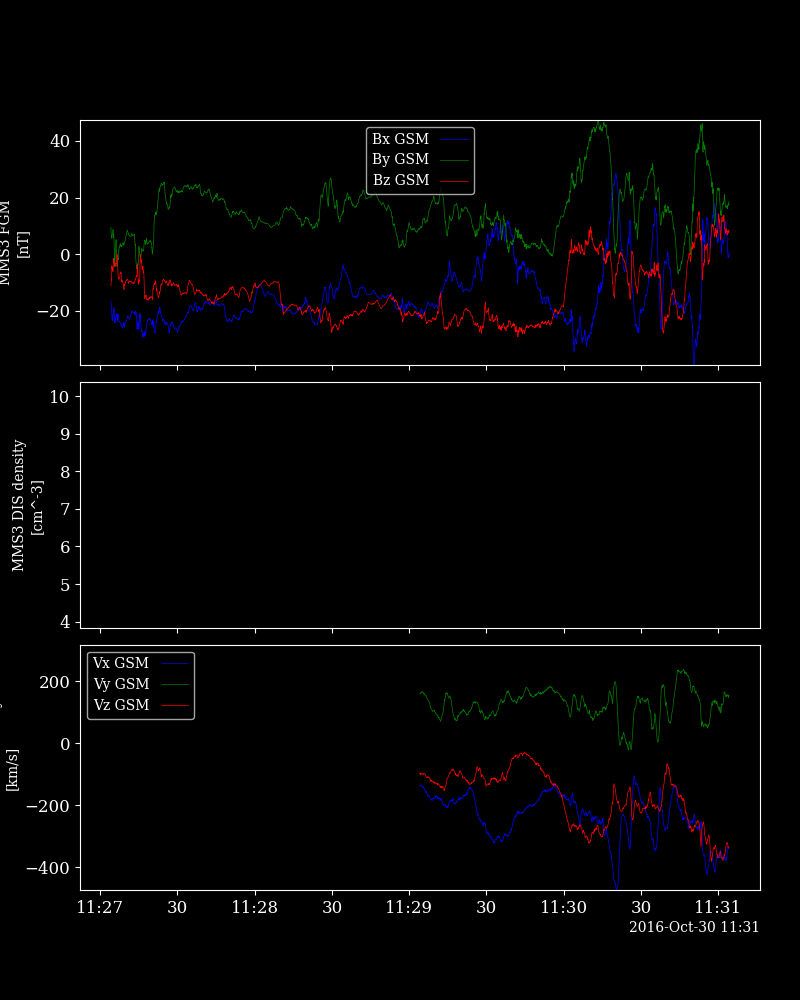 40
20
0
−20
MMS3 FGM
[nT]
Bx GSM
By GSM
Bz GSM
10
9
8
7
6
5
4
MMS3 DIS density
[cm^-3]
200
0
−200
−400
[km/s]
Vx GSM
Vy GSM
Vz GSM
11:27 30 11:28 30 11:29 30 11:30 30 11:31
2016-Oct-30 11:31